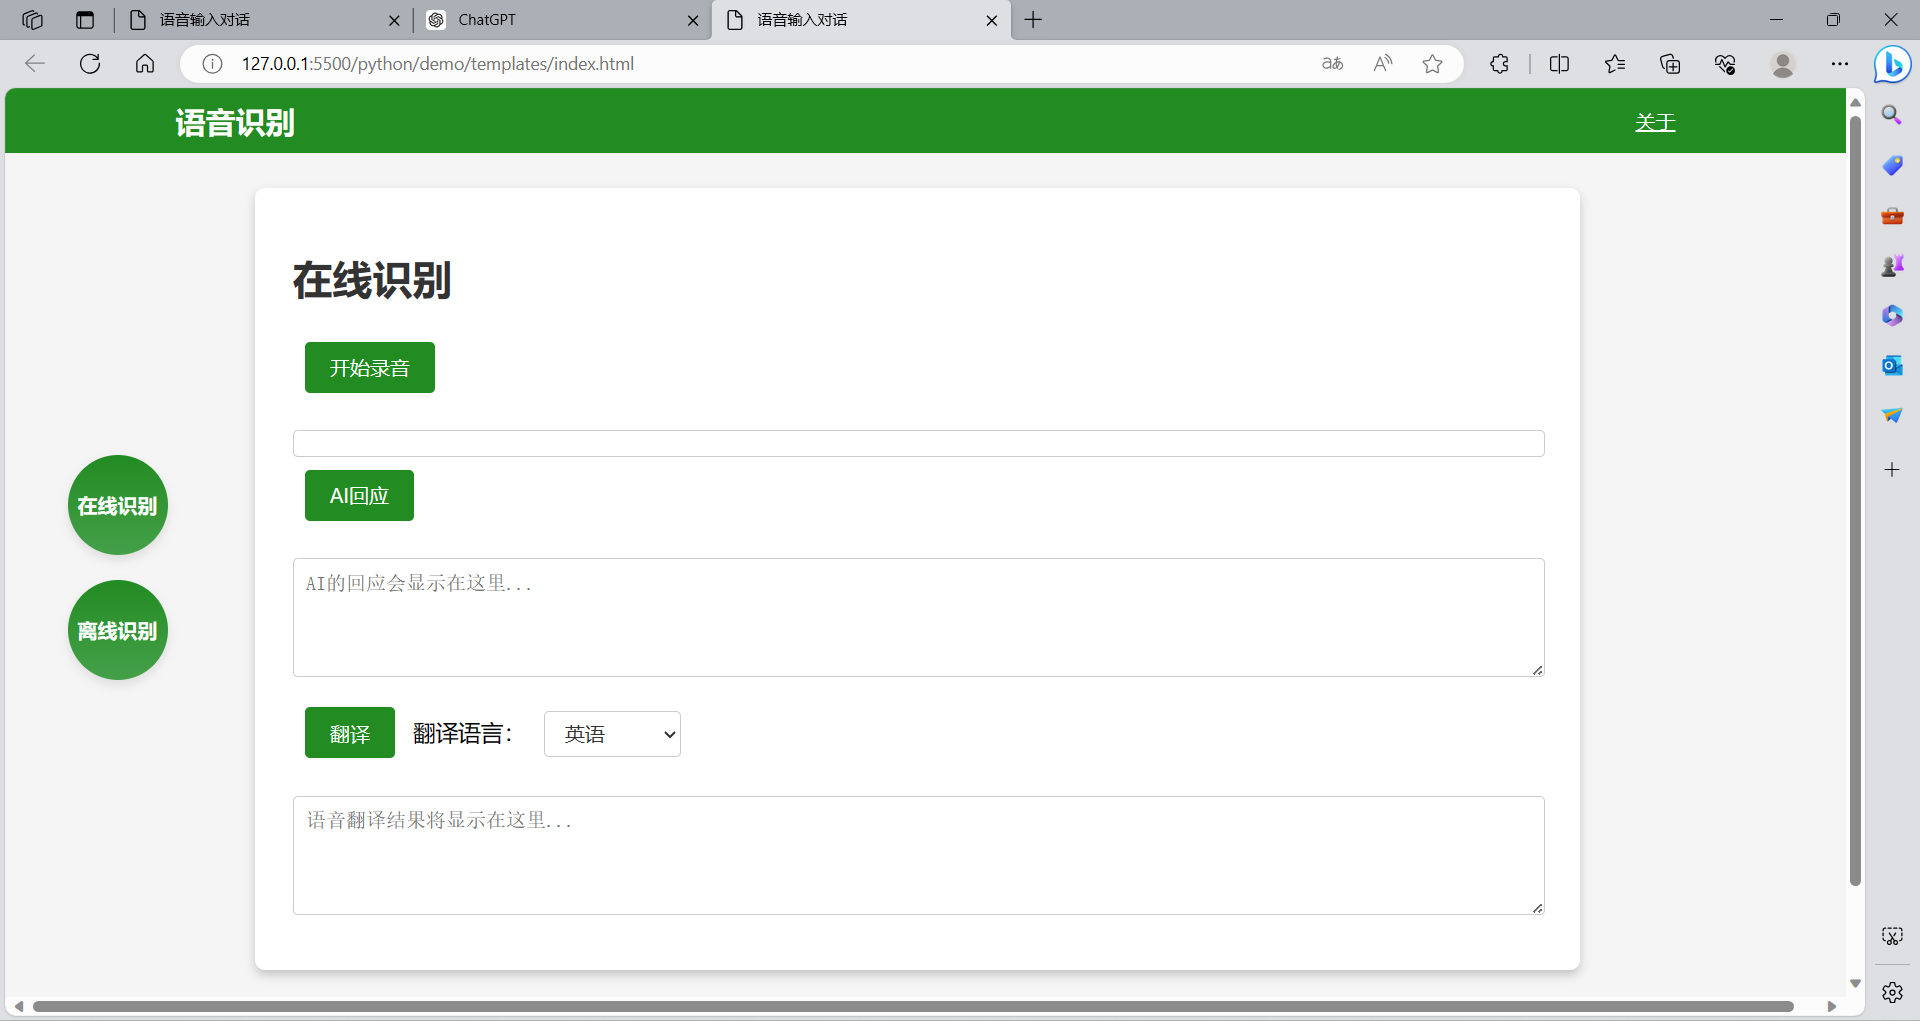 语音输入对话
ChatGPT
语音输入对话
127.0.0.1:5500/python/demo/templates/index.html
aあ
A
语音识别
关于
在线识别
开始录音
AI回应
AI的回应会显示在这里...
在线识别
离线识别
翻译 翻译语言： 英语
语音翻译结果将显示在这里...